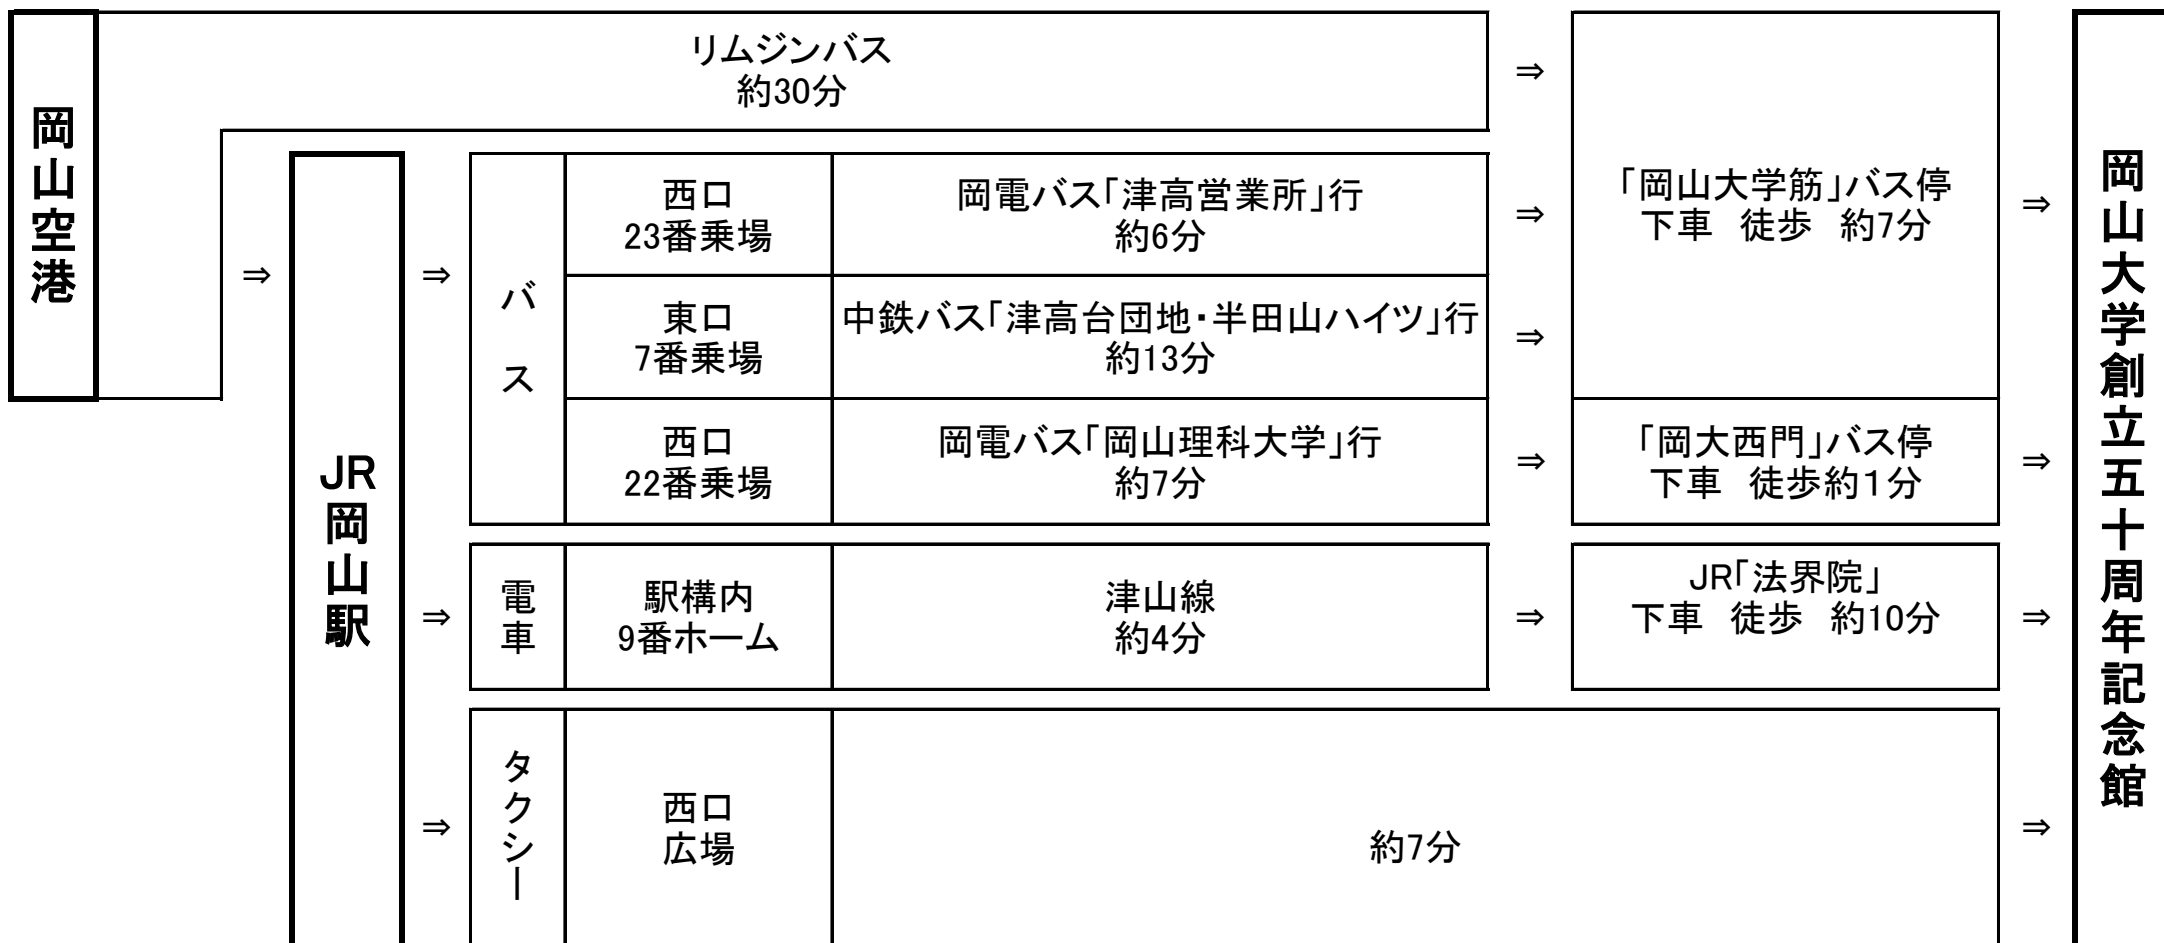 岡山空港
リムジンバス
約30分
⇒
⇒
JR
岡山駅
⇒
バス
西口
23番乗場
岡電バス「津高営業所」行
約6分
⇒
「岡山大学筋」バス停
下車　徒歩　約7分
⇒
東口
7番乗場
中鉄バス「津高台団地・半田山ハイツ」行
約13分
⇒
西口
22番乗場
岡電バス「岡山理科大学」行
約7分
⇒
「岡大西門」バス停
下車　徒歩約１分
⇒
⇒
電車
駅構内
9番ホーム
津山線
約4分
⇒
JR「法界院」
下車　徒歩　約10分
⇒
⇒
タクシー
西口
広場
約7分
⇒
岡山大学創立五十周年記念館